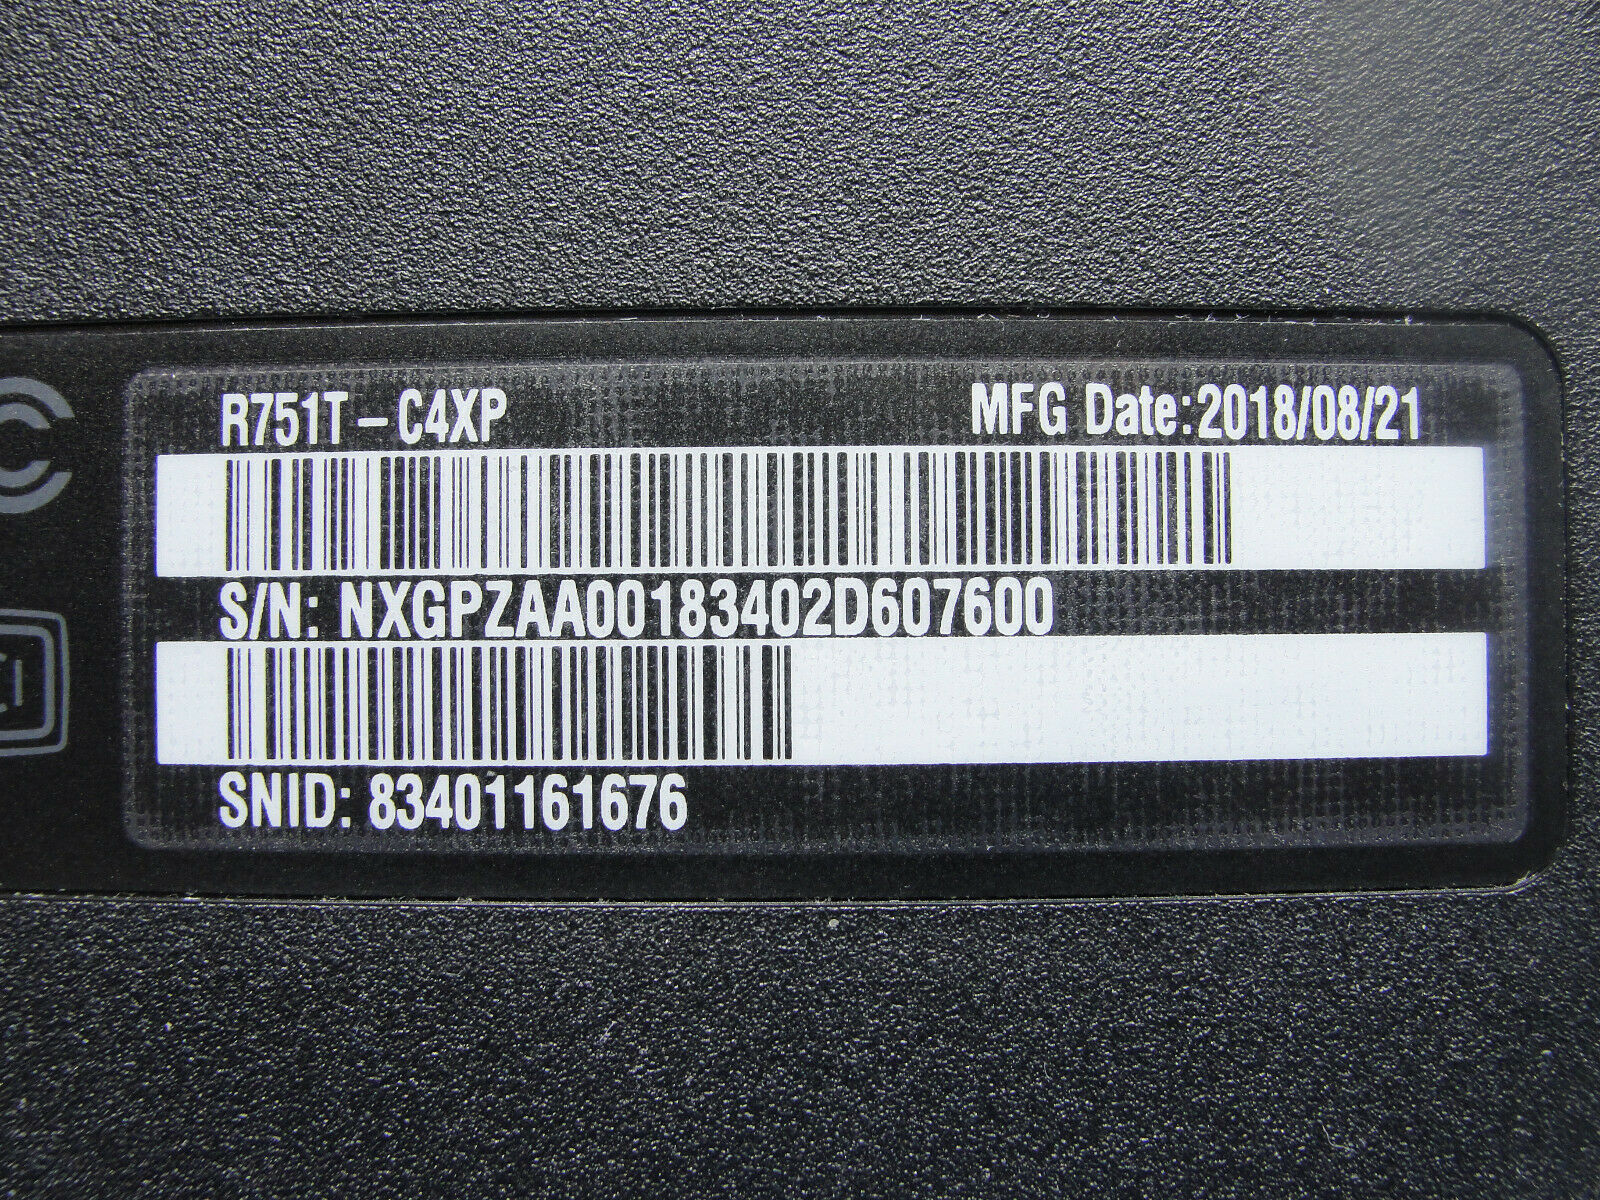 R751T-C4XP MFG Date:2018/08/21
S/N: NXGPZAA00183402D607600
SNID: 83401161676